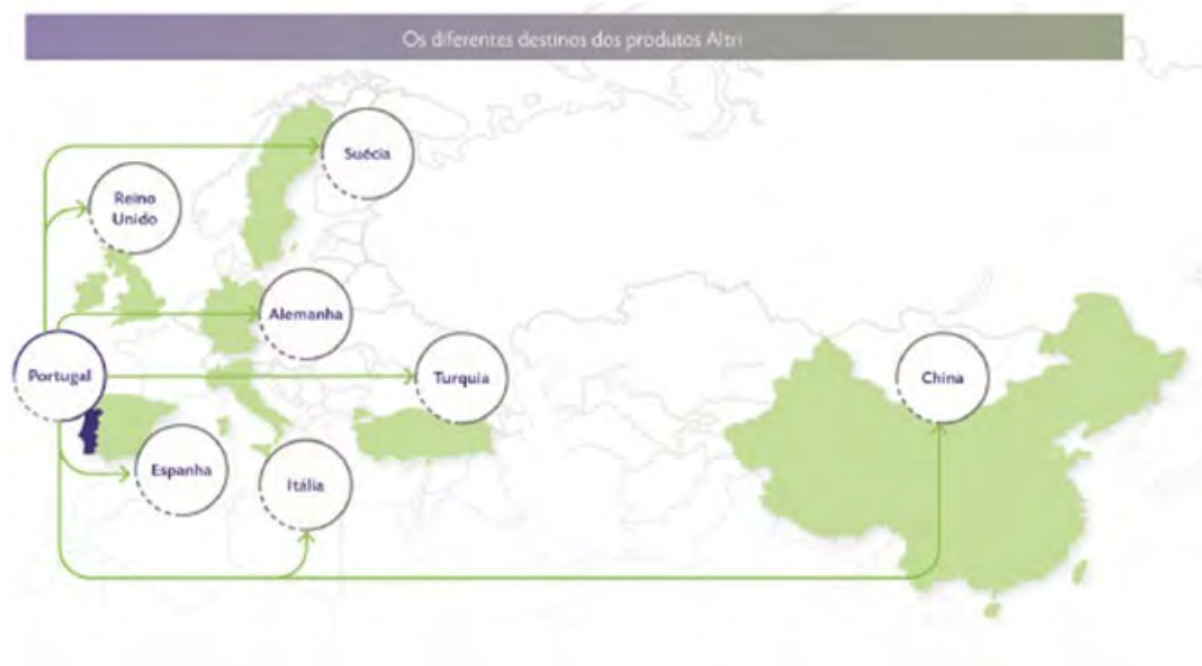 Os diferentes destinos dos produtos Altri
Suécia
Reino
Unido
Alemanha
Portugal
Turquia
China
Espanha
Itália